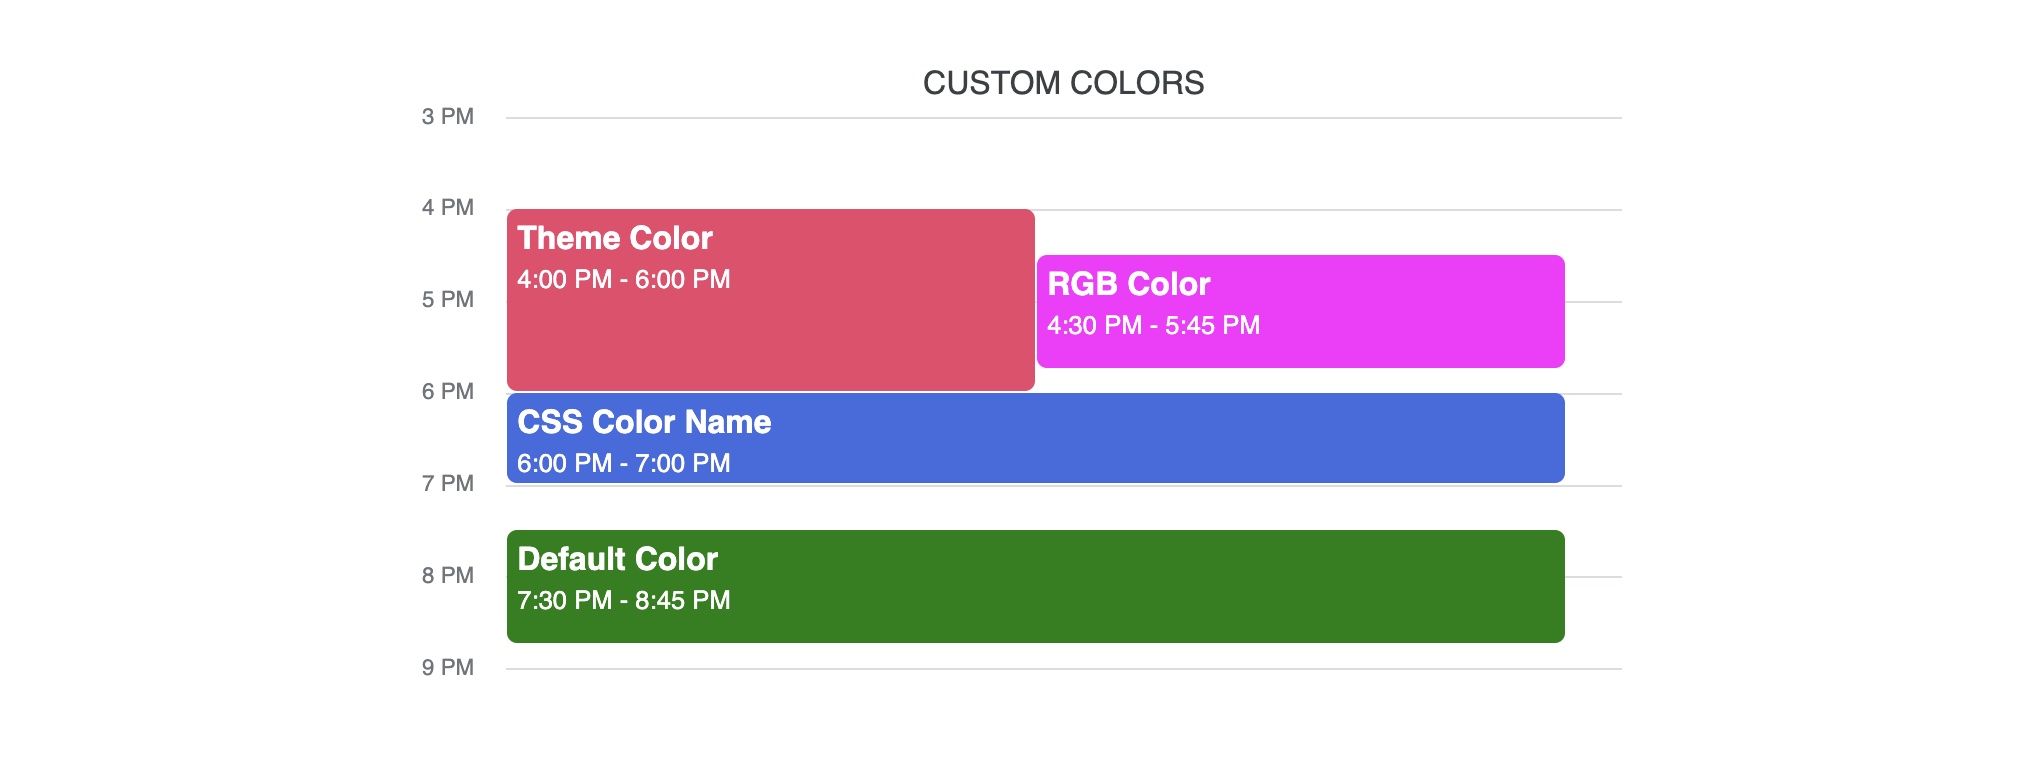 CUSTOM COLORS
3 PM
4 PM
Theme Color
4:00 PM - 6:00 PM
RGB Color
4:30 PM - 5:45 PM
5 PM
6 PM
CSS Color Name
6:00 PM - 7:00 PM
7 PM
Default Color
7:30 PM - 8:45 PM
8 PM
9 PM